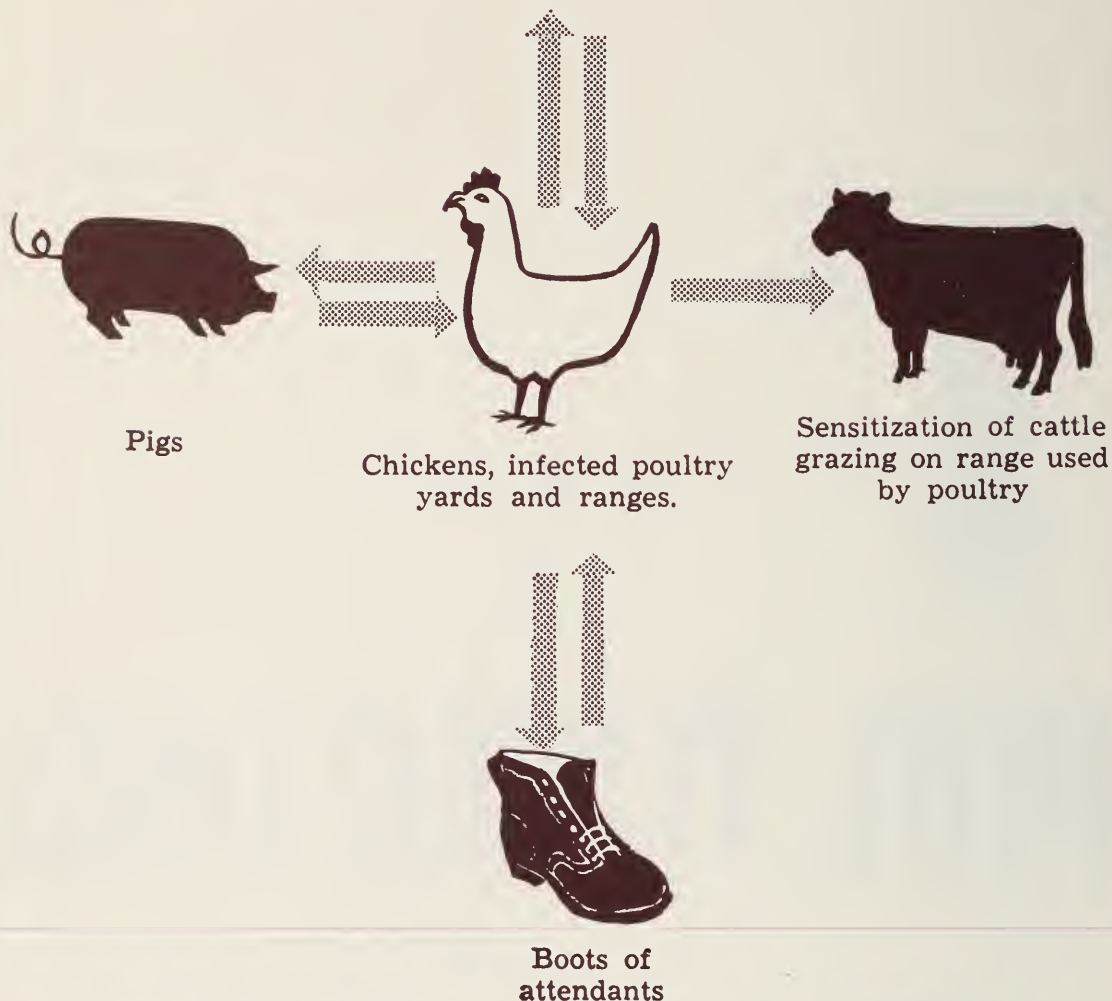 Pigs
Chickens, infected poultry
yards and ranges.
Sensitization of cattle
grazing on range used
by poultry
Boots of
attendants